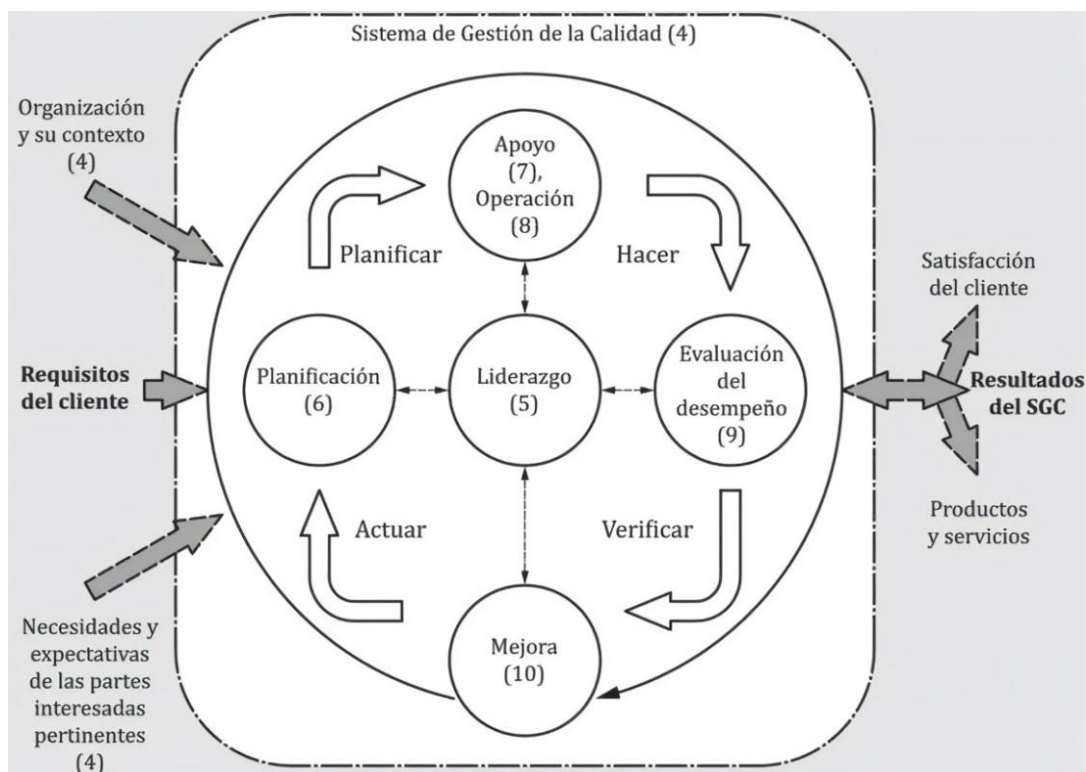 Sistema de Gestión de la Calidad (4)
Organización
y su contexto
(4)
Apoyo
(7),
Operación
(8)
Planificar
Hacer
Satisfacción
del cliente
Requisitos
del cliente
Planificación
(6)
Liderazgo
(5)
Evaluación
del
desempeño
(9)
Resultados
del SGC
Actuar
Verificar
Productos
y servicios
Necesidades y
expectativas
de las partes
interesadas
pertinentes
(4)
Mejora
(10)